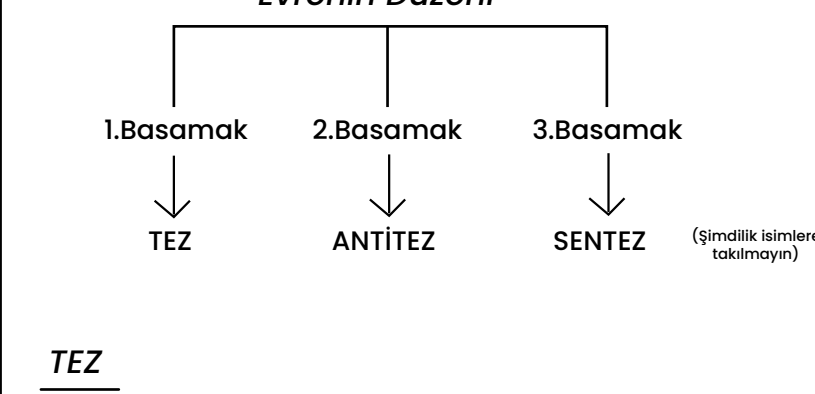 Evrenin Düzeni
1.Basamak 2.Basamak 3.Basamak
TEZ ANTİTEZ SENTEZ (Şimdilik isimlere
takılmayın)
TEZ